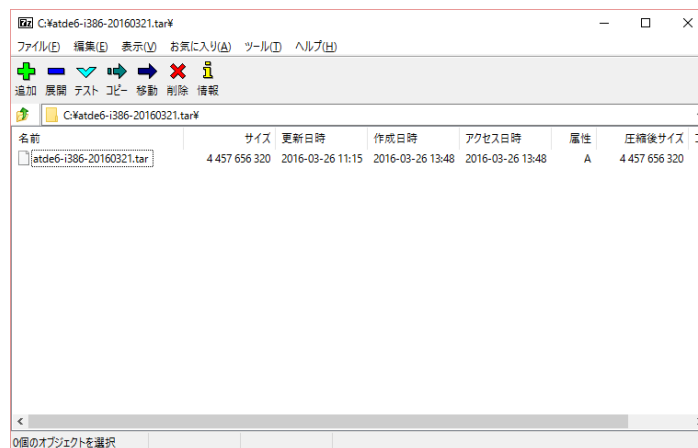 C:¥atde6-i386-20160321.tar¥
ファイル(F) 編集(E) 表示(V) お気に入り(A) ツール(T) ヘルプ(H)
追加 展開 テスト コピー 移動 削除 情報
C:¥atde6-i386-20160321.tar¥
名前 サイズ 更新日時 作成日時 アクセス日時 属性 圧縮後サイズ
atde6-i386-20160321.tar 4 457 656 320 2016-03-26 11:15 2016-03-26 13:48 2016-03-26 13:48 A 4 457 656 320
0個のオブジェクトを選択